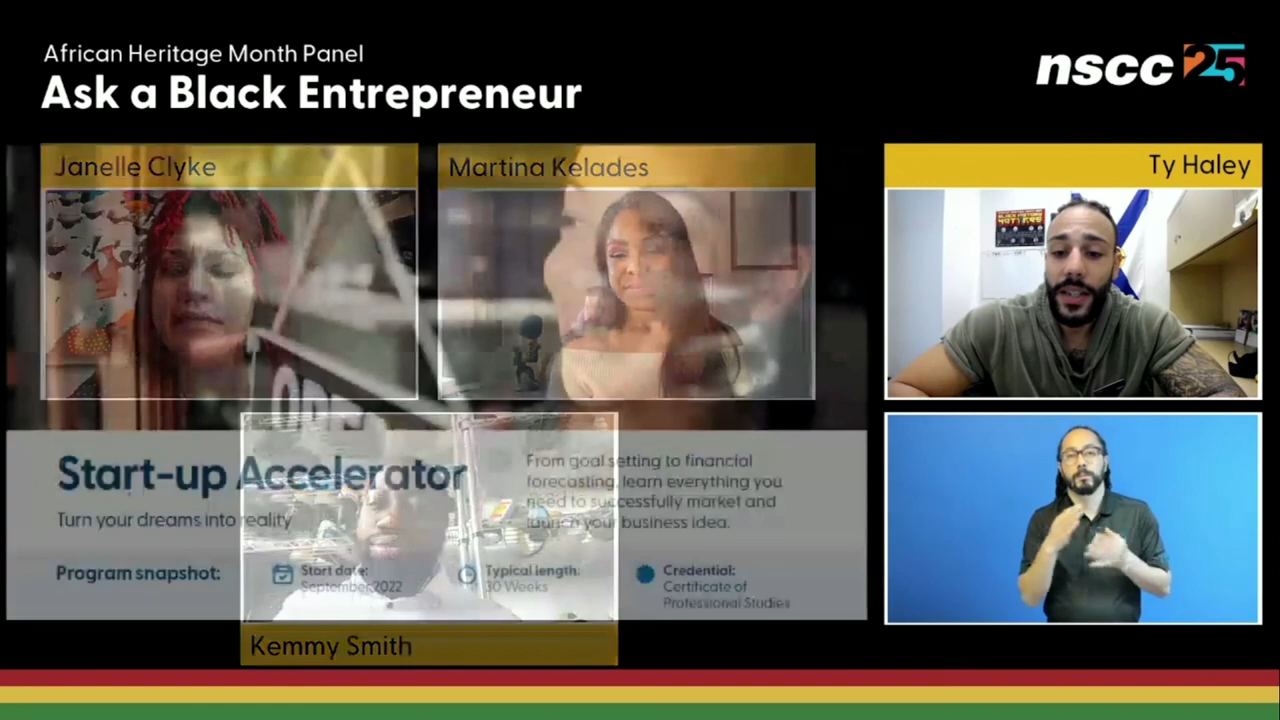 African Heritage Month Panel
Ask a Black Entrepreneur
nscc 25
Janelle Clyke
Martina Kelades
Ty Haley
Start-up Accelerator
Turn your dreams into reality
From goal setting to financial
forecasting, learn everything you
need to successfully market and
launch your business idea.
Program snapshot:
Start date:
September 2022
Typical length:
30 Weeks
Credential:
Certificate of
Professional Studies
Kemmy Smith